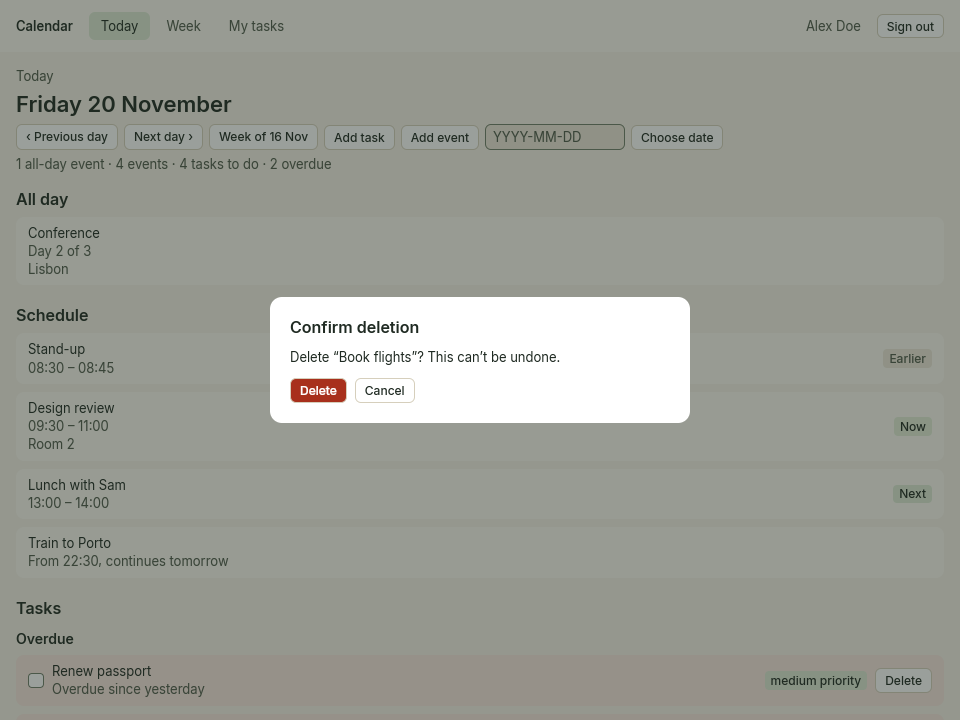 Calendar Today Week My tasks Alex Doe Sign out
Today
Friday 20 November
‹ Previous day Next day › Week of 16 Nov Add task Add event YYYY-MM-DD Choose date
1 all-day event · 4 events · 4 tasks to do · 2 overdue
All day
Conference
Day 2 of 3
Lisbon
Schedule
Stand-up
08:30 – 08:45
Earlier
Confirm deletion
Delete “Book flights”? This can’t be undone.
Delete Cancel
Design review
09:30 – 11:00
Room 2
Now
Lunch with Sam
13:00 – 14:00
Next
Train to Porto
From 22:30, continues tomorrow
Tasks
Overdue
Renew passport
Overdue since yesterday
medium priority Delete